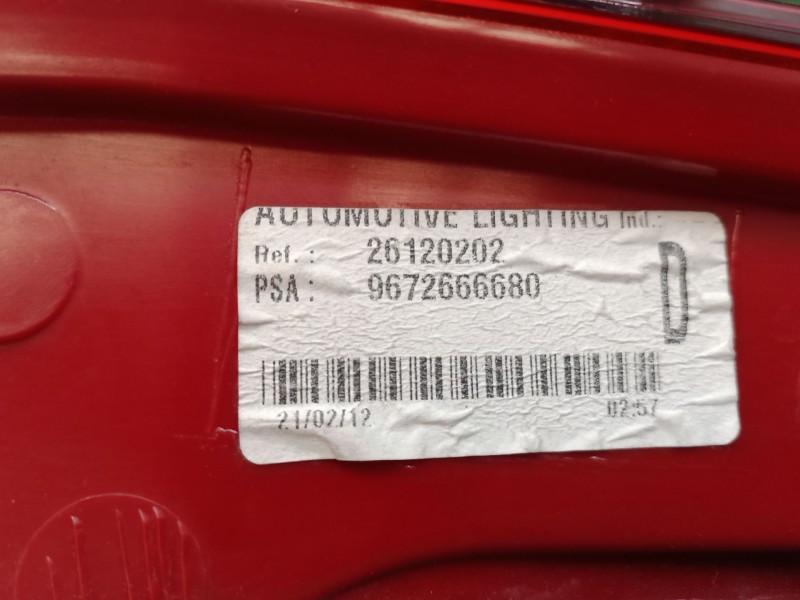 AUTOMOTIVE LIGHTING Ind.:
Ref.: 26120202
PSA: 9672666680
D
21/02/12 02:57